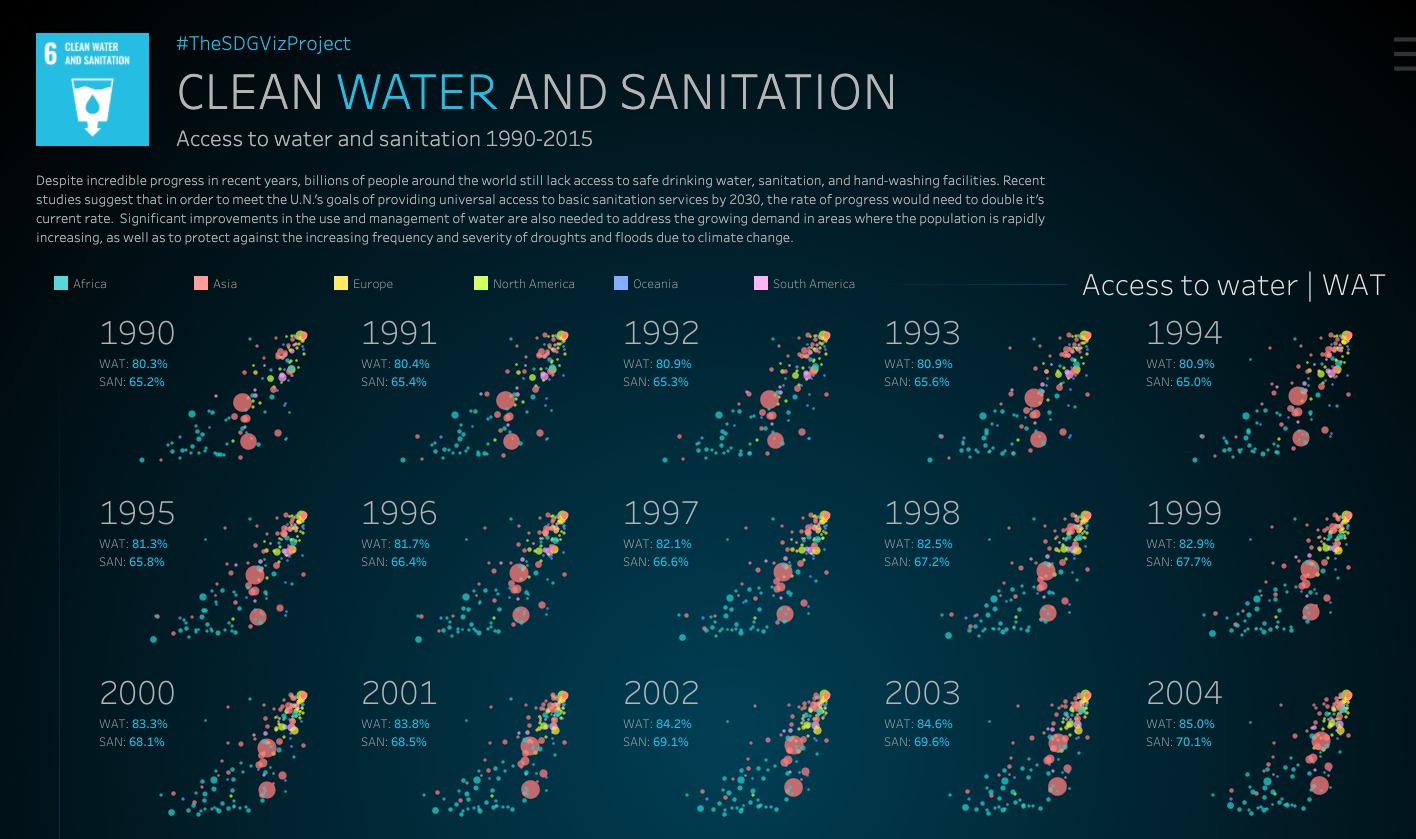 6 CLEAN WATER
AND SANITATION
#TheSDGVizProject
CLEAN WATER AND SANITATION
Access to water and sanitation 1990-2015
Despite incredible progress in recent years, billions of people around the world still lack access to safe drinking water, sanitation, and hand-washing facilities. Recent
studies suggest that in order to meet the U.N.'s goals of providing universal access to basic sanitation services by 2030, the rate of progress would need to double it's
current rate.  Significant improvements in the use and management of water are also needed to address the growing demand in areas where the population is rapidly
increasing, as well as to protect against the increasing frequency and severity of droughts and floods due to climate change.
Africa Asia Europe North America Oceania South America
Access to water | WAT
1990 1991 1992 1993 1994
WAT: 80.3% WAT: 80.4% WAT: 80.9% WAT: 80.9% WAT: 80.9%
SAN: 65.2% SAN: 65.4% SAN: 65.3% SAN: 65.6% SAN: 65.0%
1995 1996 1997 1998 1999
WAT: 81.3% WAT: 81.7% WAT: 82.1% WAT: 82.5% WAT: 82.9%
SAN: 65.8% SAN: 66.4% SAN: 66.6% SAN: 67.2% SAN: 67.7%
2000 2001 2002 2003 2004
WAT: 83.3% WAT: 83.8% WAT: 84.2% WAT: 84.6% WAT: 85.0%
SAN: 68.1% SAN: 68.5% SAN: 69.1% SAN: 69.6% SAN: 70.1%